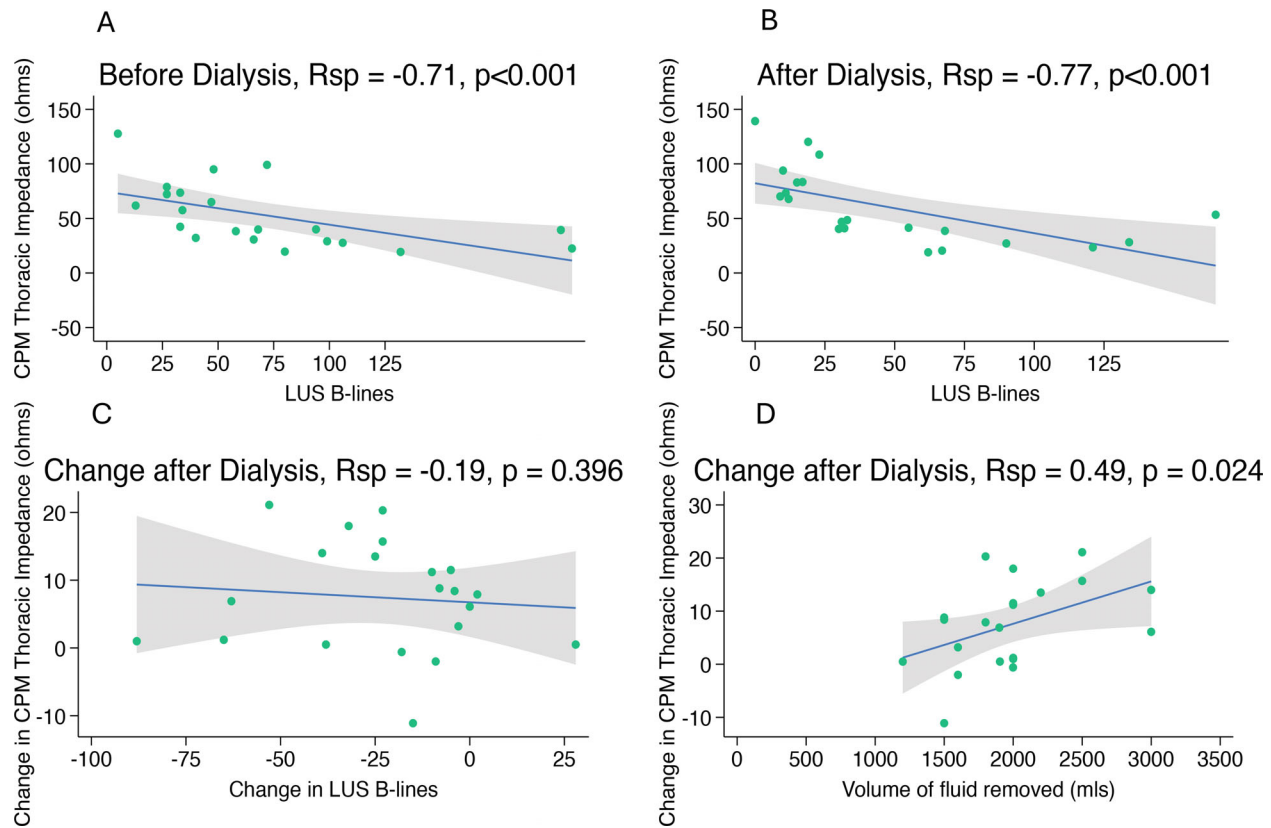 A
Before Dialysis, Rsp = -0.71, p<0.001
CPM Thoracic Impedance (ohms)
150
100
50
0
-50
0 25 50 75 100 125
LUS B-lines
B
After Dialysis, Rsp = -0.77, p<0.001
CPM Thoracic Impedance (ohms)
150
100
50
0
-50
0 25 50 75 100 125
LUS B-lines
C
Change after Dialysis, Rsp = -0.19, p = 0.396
Change in CPM Thoracic Impedance (ohms)
20
10
0
-10
-100 -75 -50 -25 0 25
Change in LUS B-lines
D
Change after Dialysis, Rsp = 0.49, p = 0.024
Change in CPM Thoracic Impedance (ohms)
30
20
10
0
-10
0 500 1000 1500 2000 2500 3000 3500
Volume of fluid removed (mls)